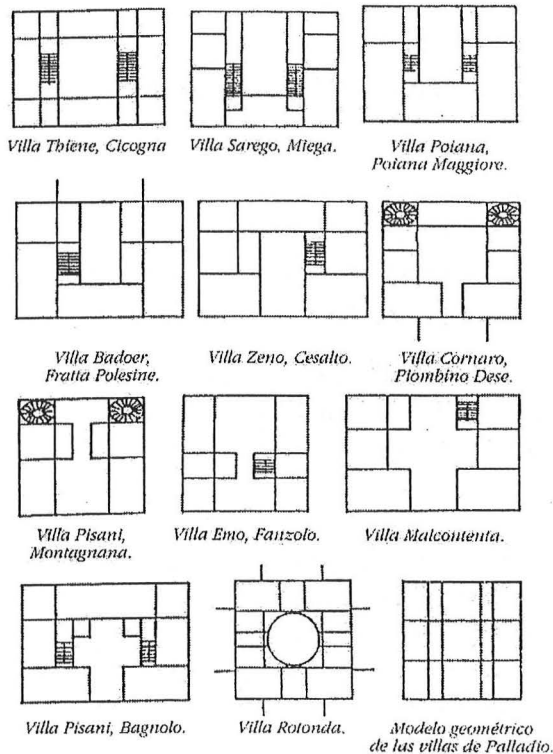 Villa Thiene, Cicogna
Villa Sarego, Miega.
Villa Poiana,
Poiana Maggiore.
Villa Badoer,
Fratta Polesine.
Villa Zeno, Cesalto.
Villa Cornaro,
Piombino Dese.
Villa Pisani,
Montagnana.
Villa Emo, Fanzolo.
Villa Malcontenta.
Villa Pisani, Bagnolo.
Villa Rotonda.
Modelo geométrico
de las villas de Palladio.